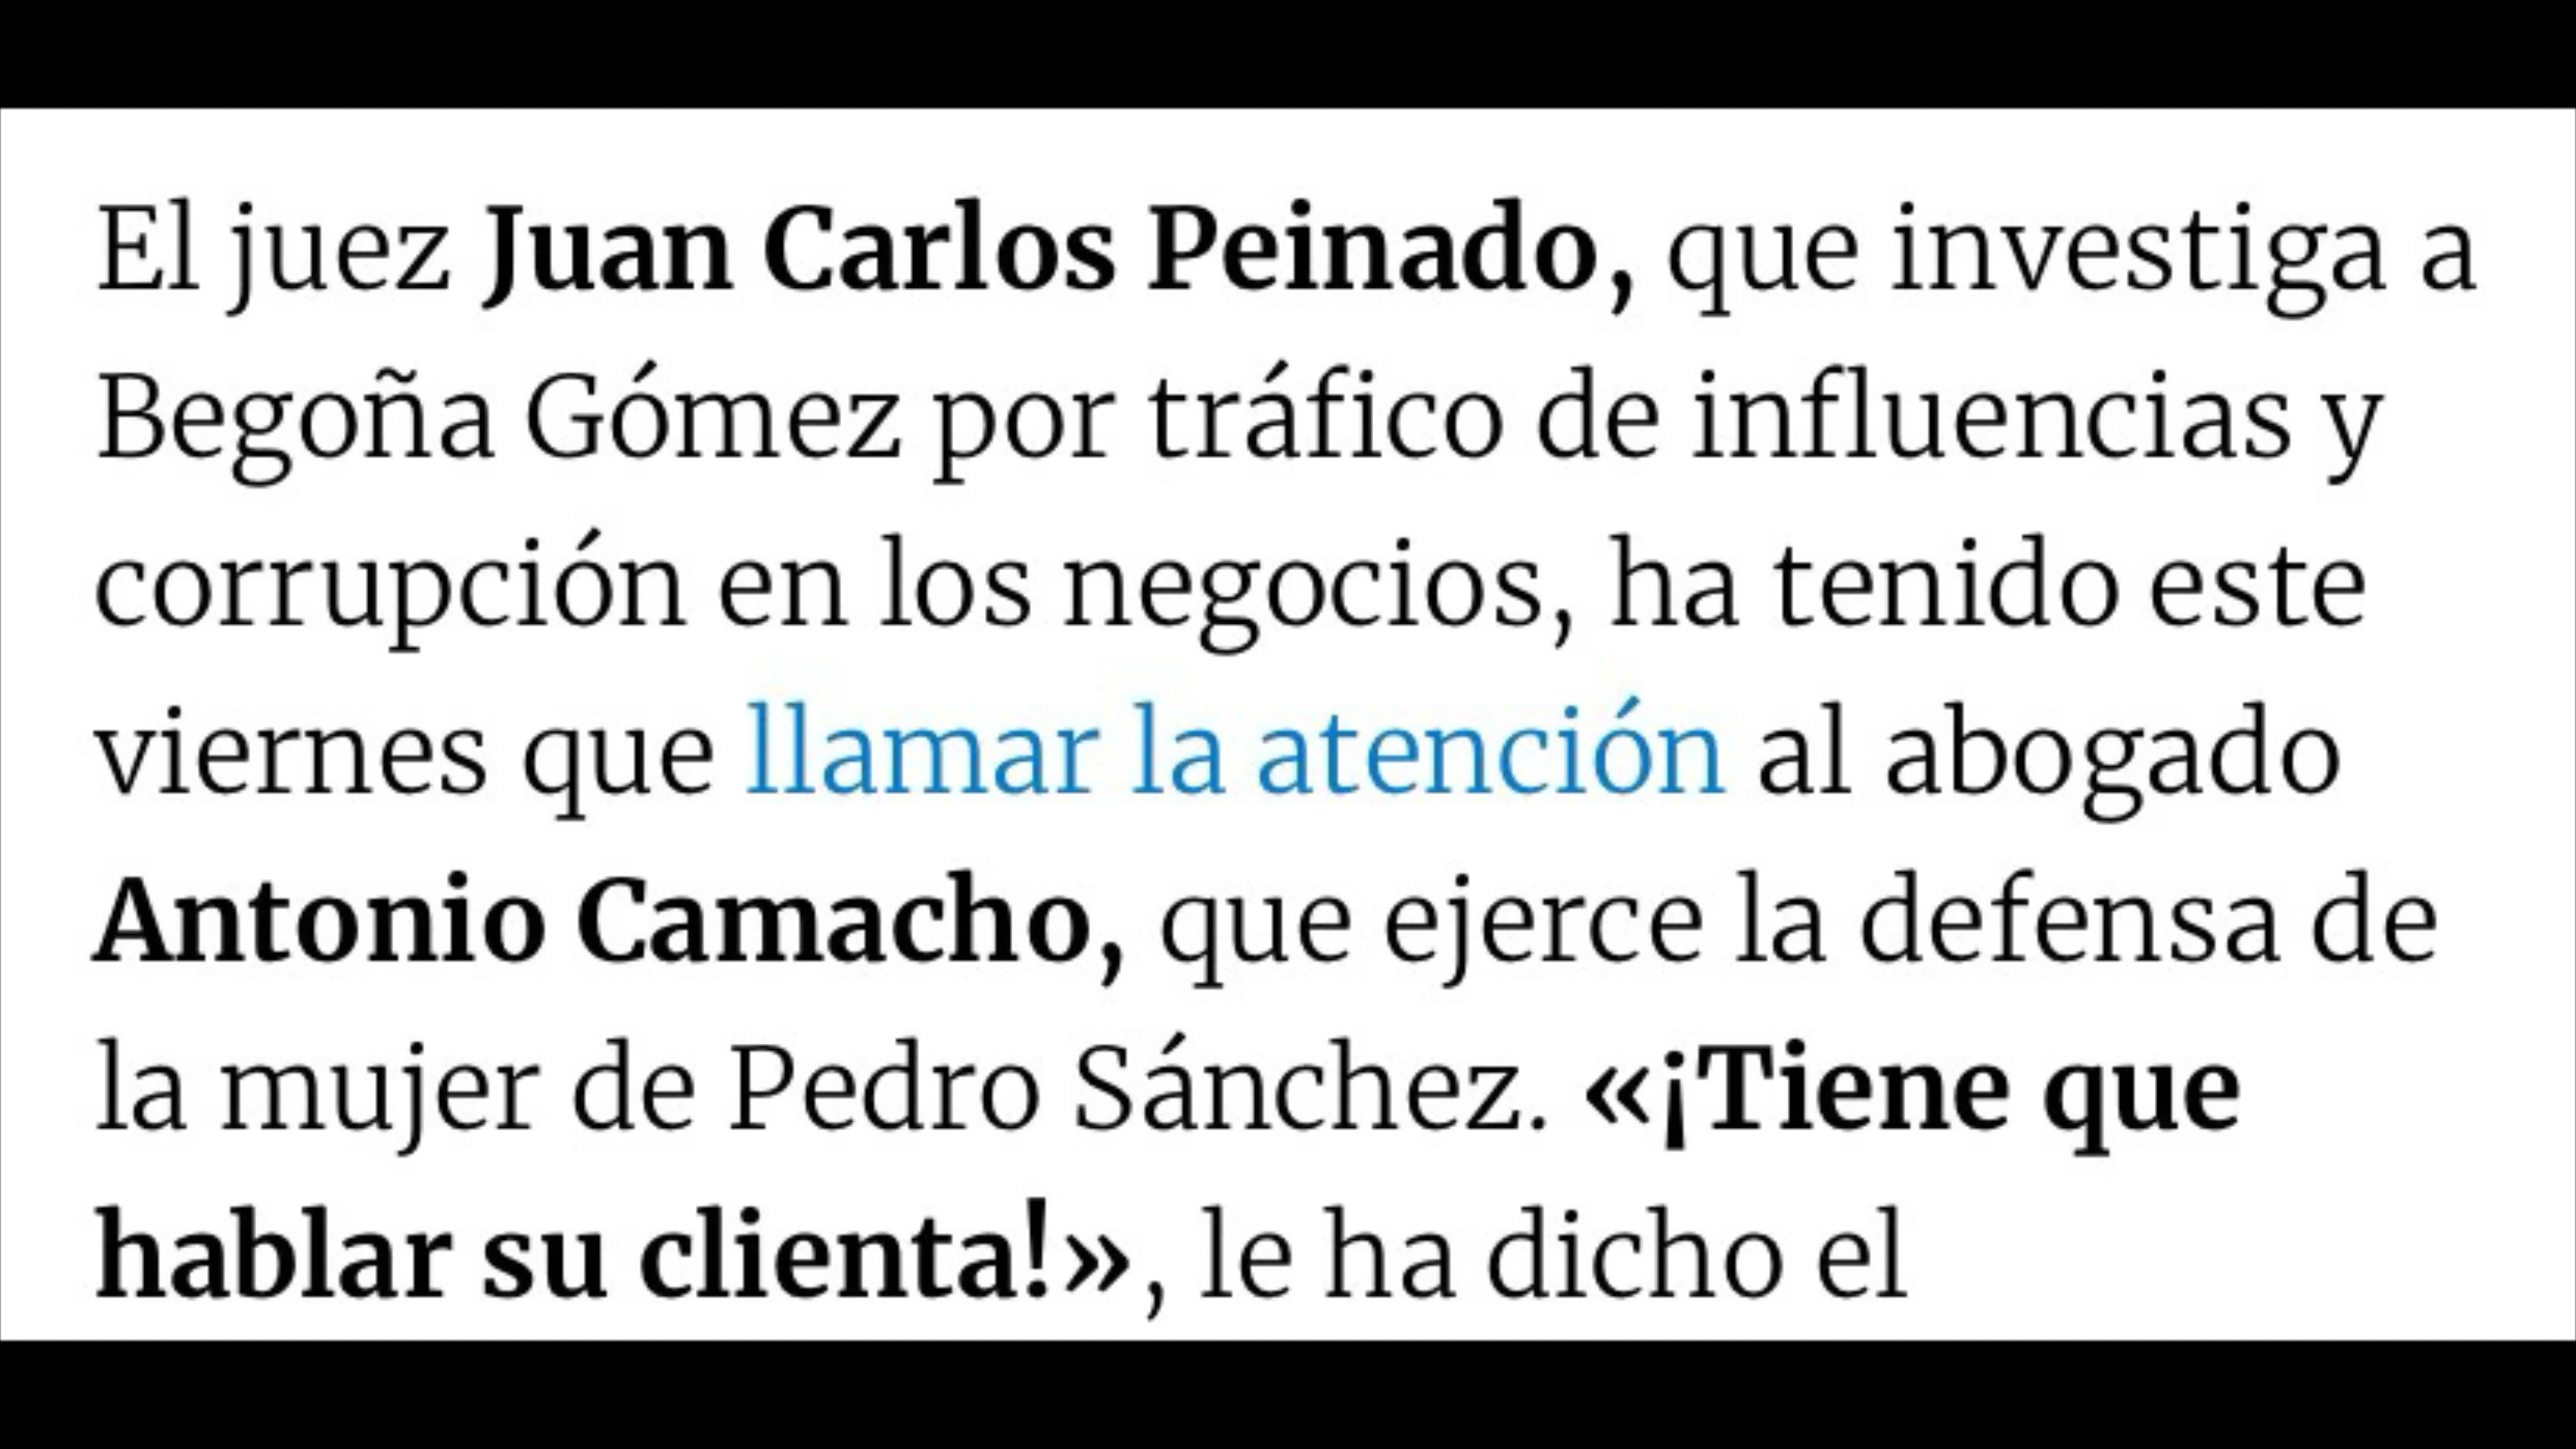 El juez Juan Carlos Peinado, que investiga a
Begoña Gómez por tráfico de influencias y
corrupción en los negocios, ha tenido este
viernes que llamar la atención al abogado
Antonio Camacho, que ejerce la defensa de
la mujer de Pedro Sánchez. «¡Tiene que
hablar su clienta!», le ha dicho el